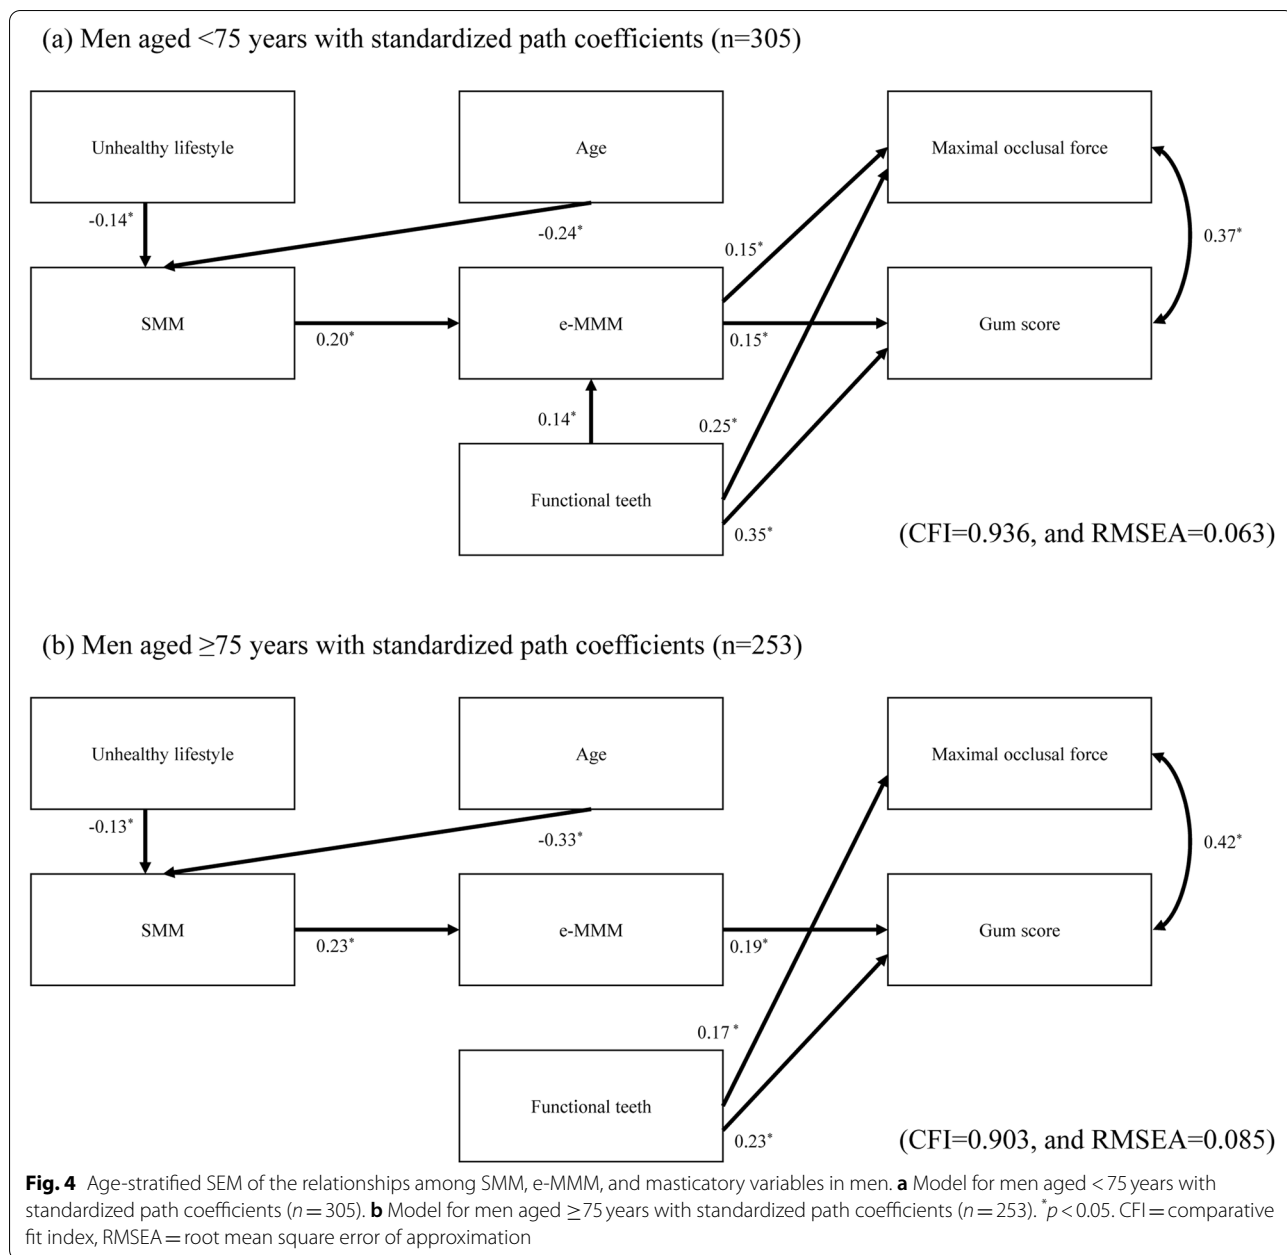 (a) Men aged <75 years with standardized path coefficients (n=305)
Unhealthy lifestyle
Age
Maximal occlusal force
-0.14*
-0.24*
0.15*
0.37*
SMM
e-MMM
Gum score
0.20*
0.15*
0.14*
0.25*
Functional teeth
0.35*
(CFI=0.936, and RMSEA=0.063)
(b) Men aged ≥75 years with standardized path coefficients (n=253)
Unhealthy lifestyle
Age
Maximal occlusal force
-0.13*
-0.33*
0.42*
SMM
e-MMM
Gum score
0.23*
0.19*
0.17 *
Functional teeth
0.23*
(CFI=0.903, and RMSEA=0.085)
Fig. 4 Age-stratified SEM of the relationships among SMM, e-MMM, and masticatory variables in men. a Model for men aged < 75 years with
standardized path coefficients (n = 305). b Model for men aged ≥ 75 years with standardized path coefficients (n = 253). *p < 0.05. CFI = comparative
fit index, RMSEA = root mean square error of approximation